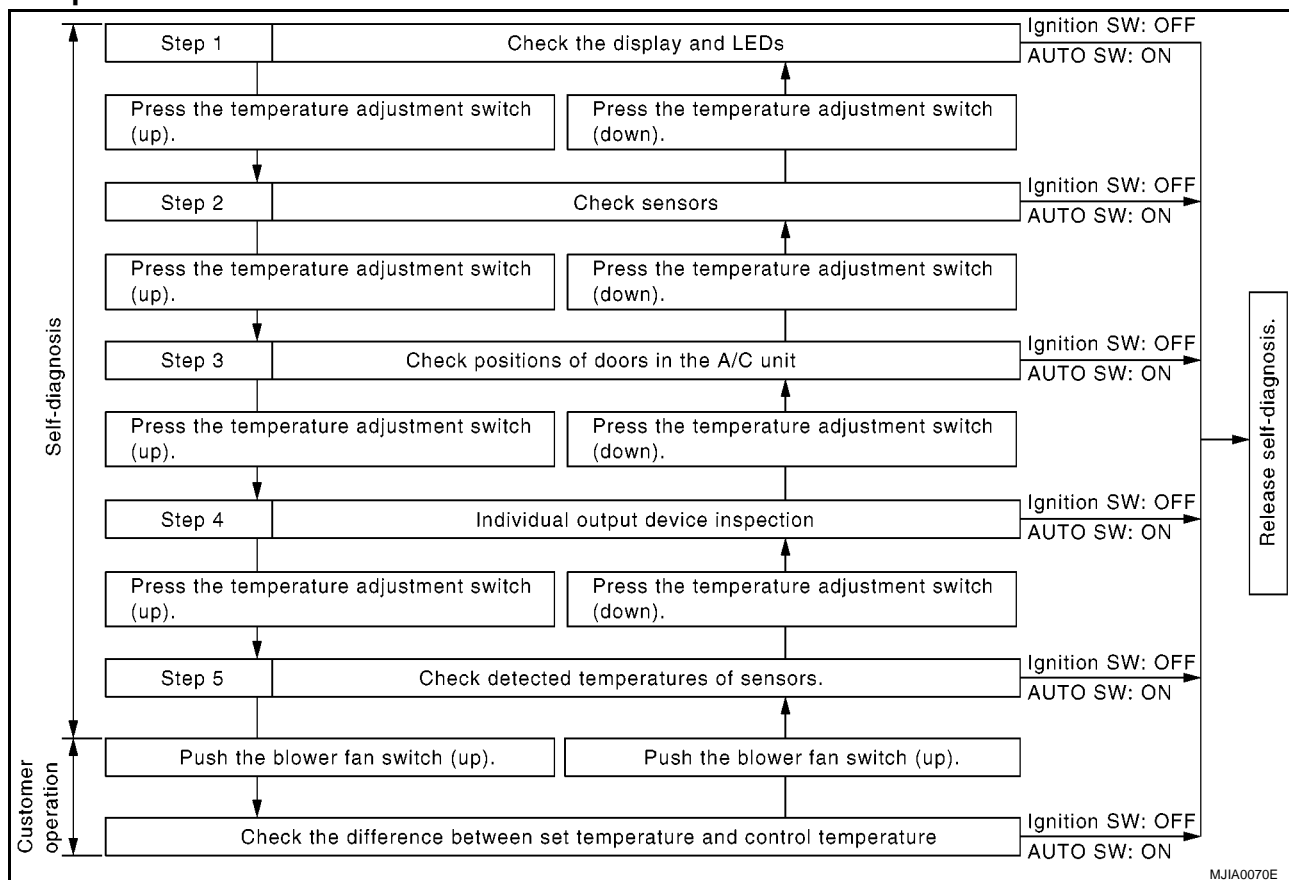 Step 1
Check the display and LEDs
Ignition SW: OFF
AUTO SW: ON
Press the temperature adjustment switch
(up).
Press the temperature adjustment switch
(down).
Step 2
Check sensors
Ignition SW: OFF
AUTO SW: ON
Press the temperature adjustment switch
(up).
Press the temperature adjustment switch
(down).
Self-diagnosis
Step 3
Check positions of doors in the A/C unit
Ignition SW: OFF
AUTO SW: ON
Release self-diagnosis.
Press the temperature adjustment switch
(up).
Press the temperature adjustment switch
(down).
Step 4
Individual output device inspection
Ignition SW: OFF
AUTO SW: ON
Press the temperature adjustment switch
(up).
Press the temperature adjustment switch
(down).
Step 5
Check detected temperatures of sensors.
Ignition SW: OFF
AUTO SW: ON
Customer
operation
Push the blower fan switch (up).
Push the blower fan switch (up).
Check the difference between set temperature and control temperature
Ignition SW: OFF
AUTO SW: ON
MJIA0070E